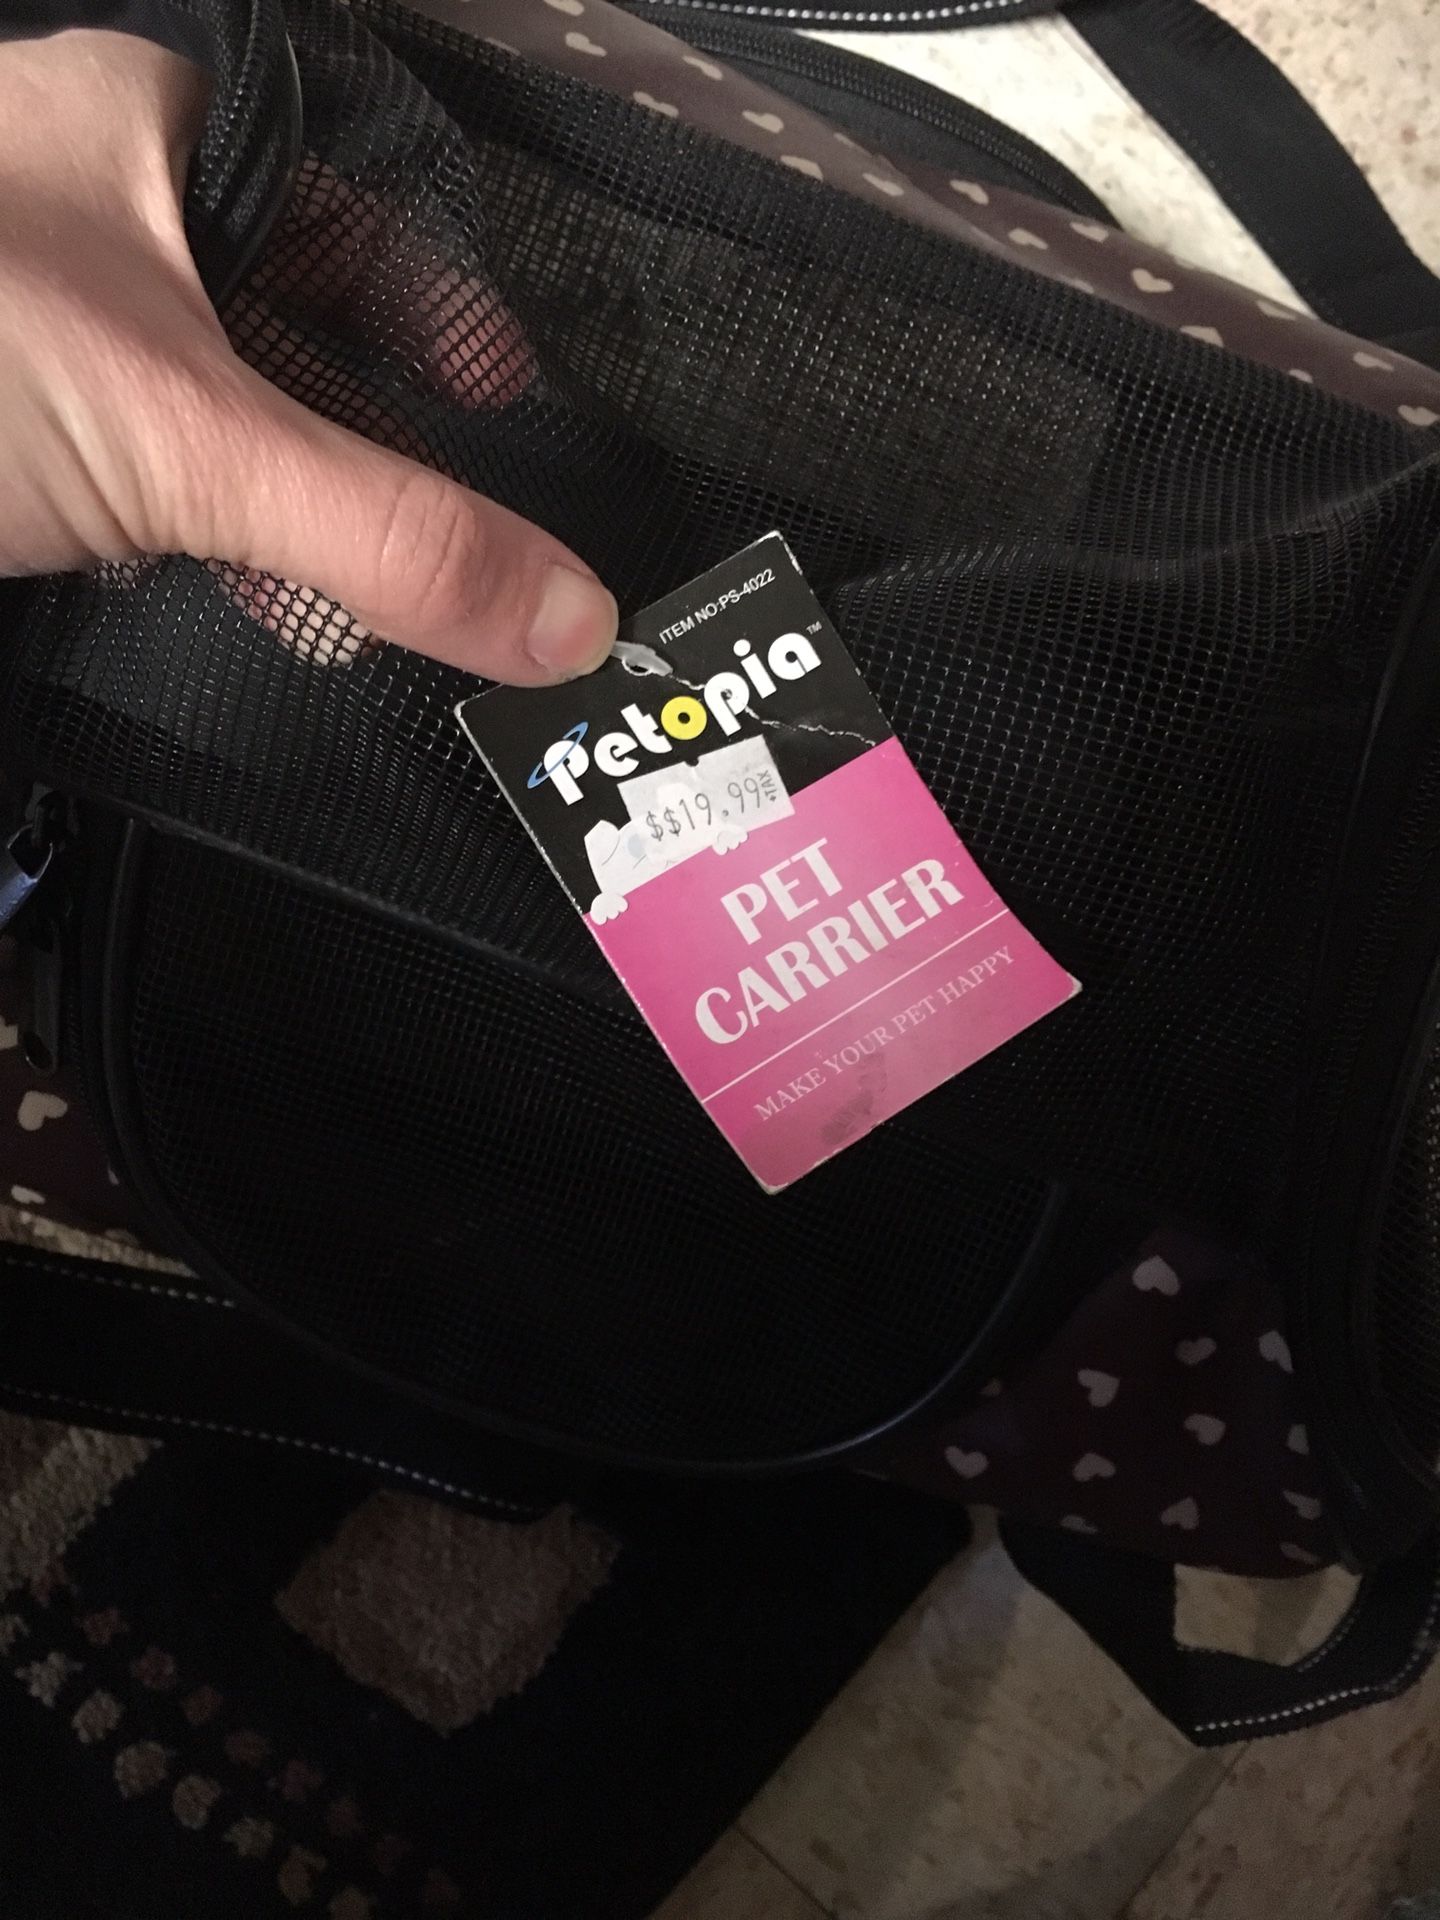 ITEM NO:PS-4022
Petopia™
$$19.99+TAX
PET
CARRIER
MAKE YOUR PET HAPPY